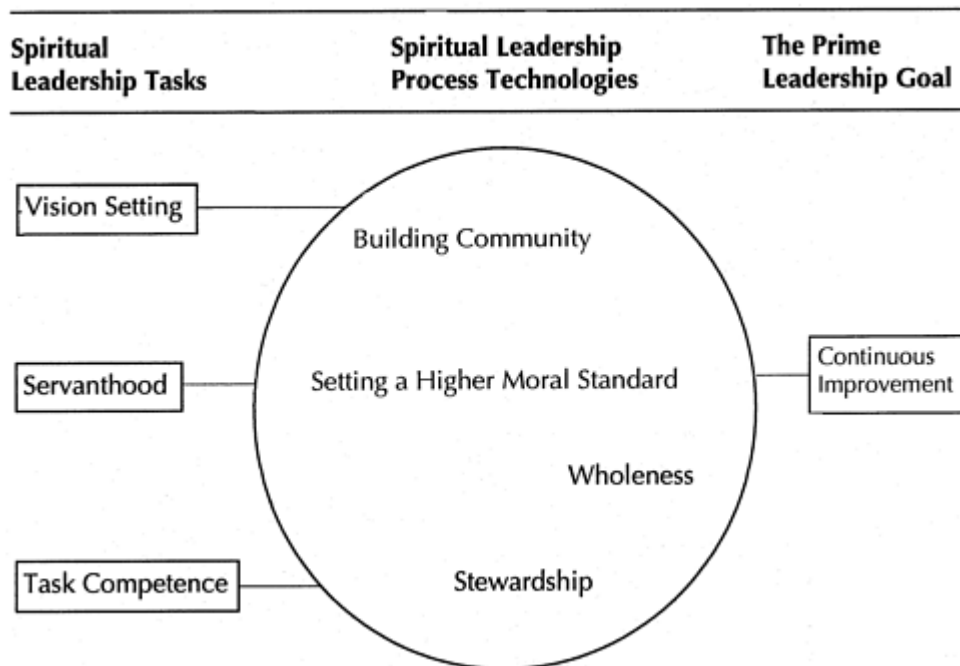 Spiritual
Leadership Tasks
Spiritual Leadership
Process Technologies
The Prime
Leadership Goal
Vision Setting
Building Community
Servanthood
Setting a Higher Moral Standard
Continuous
Improvement
Wholeness
Task Competence
Stewardship